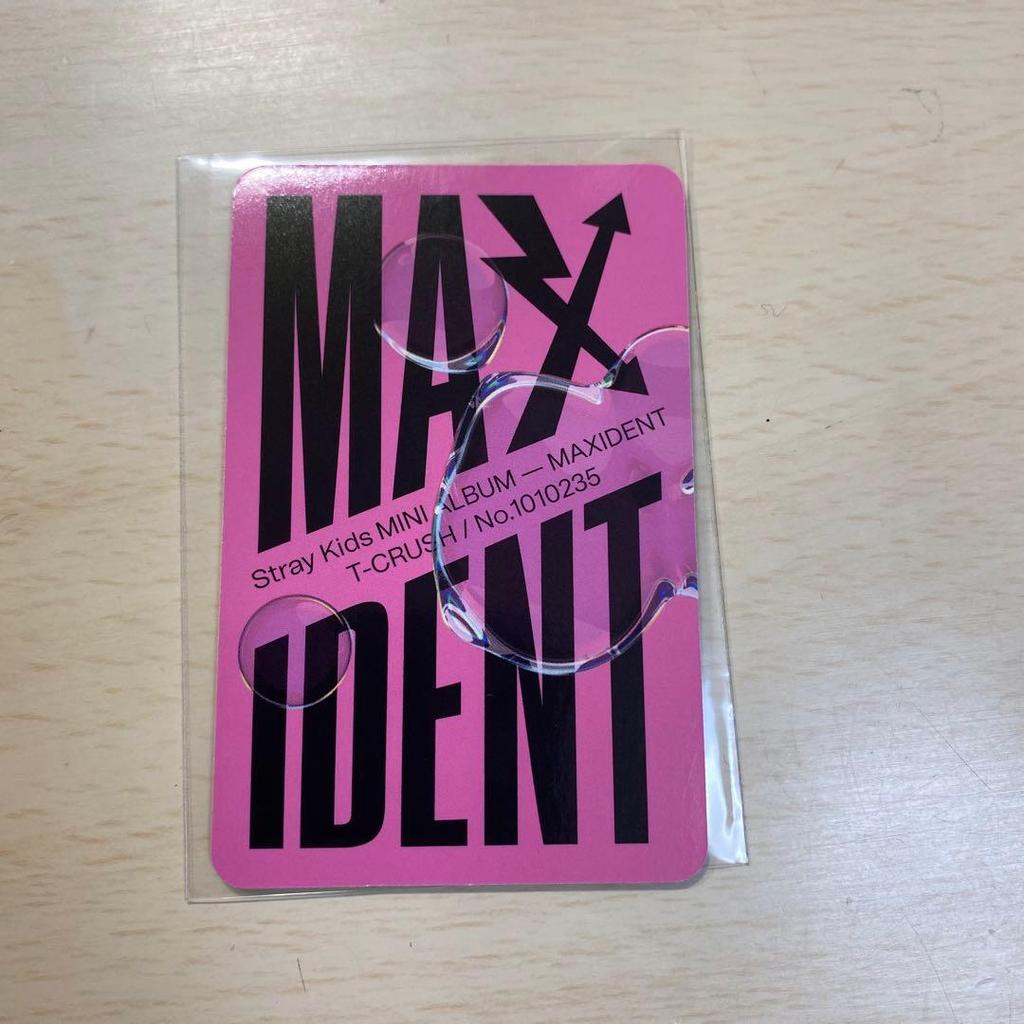 MAX
Stray Kids MINI ALBUM — MAXIDENT
T-CRUSH / No.1010235
IDENT